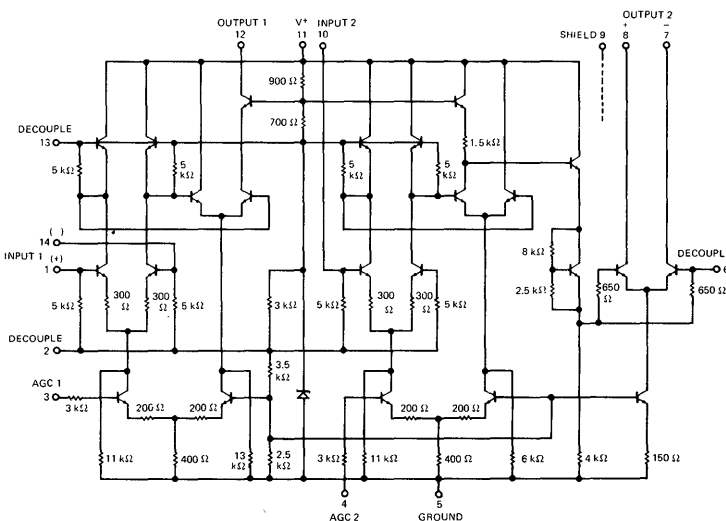 OUTPUT 1 V+ INPUT 2 OUTPUT 2
12 11 10 SHIELD 9 + 8 − 7
900 Ω
700 Ω
DECOUPLE
13
5 kΩ
5 kΩ
5 kΩ
5 kΩ
1.5 kΩ
(-)
14
INPUT 1 (+)
1
5 kΩ
300 Ω
300 Ω
5 kΩ
3 kΩ
5 kΩ
300 Ω
300 Ω
5 kΩ
8 kΩ
2.5 kΩ
650 Ω
DECOUPL
6
650 Ω
DECOUPLE
2
3.5 kΩ
AGC 1
3
3 kΩ
200 Ω
200 Ω
200 Ω
200 Ω
11 kΩ
400 Ω
13 kΩ
2.5 kΩ
3 kΩ
11 kΩ
400 Ω
6 kΩ
4 kΩ
150 Ω
4
5
AGC 2
GROUND